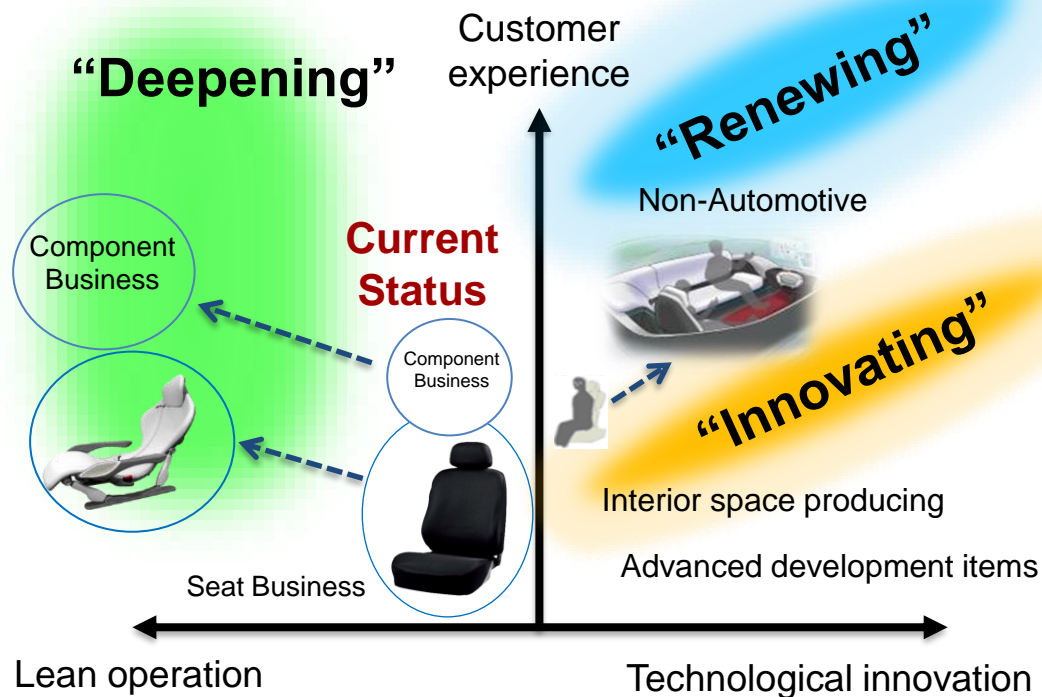 Customer
experience
“Deepening”
“Renewing”
Non-Automotive
Component
Business
Current
Status
“Innovating”
Component
Business
Interior space producing
Advanced development items
Seat Business
Lean operation
Technological innovation